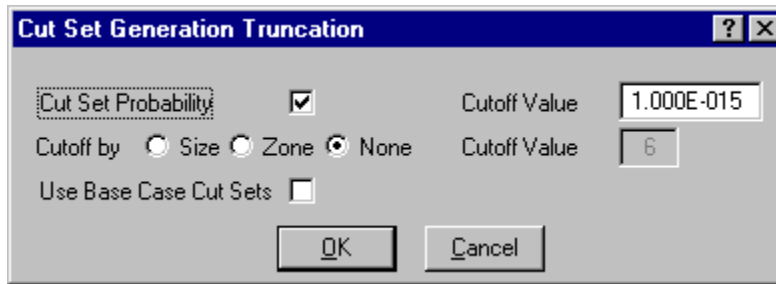 Cut Set Generation Truncation ? X
Cut Set Probability Cutoff Value 1.000E-015
Cutoff by Size Zone None Cutoff Value 6
Use Base Case Cut Sets
OK Cancel